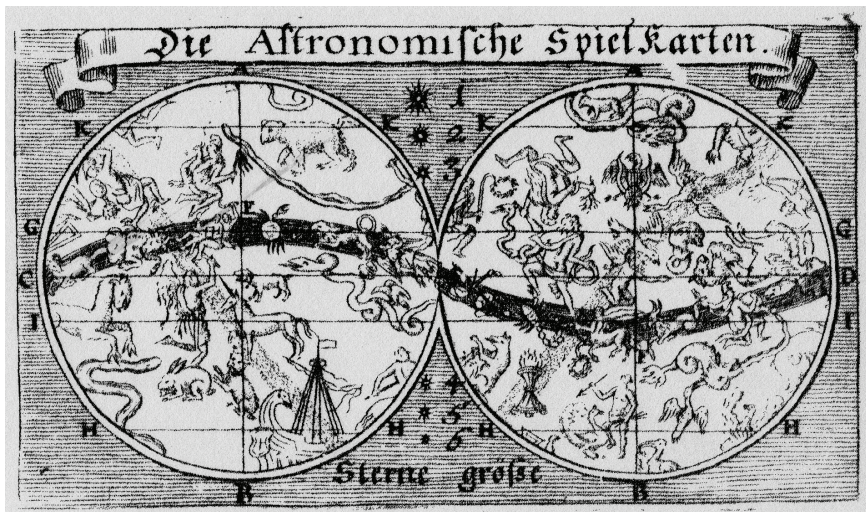 Die Aſtronomiſche Spiel Karten.
A A
1
K K 2 K K
3
G G
C D
I I
4
5
H H 6 H H
Sterne gröſse
B B